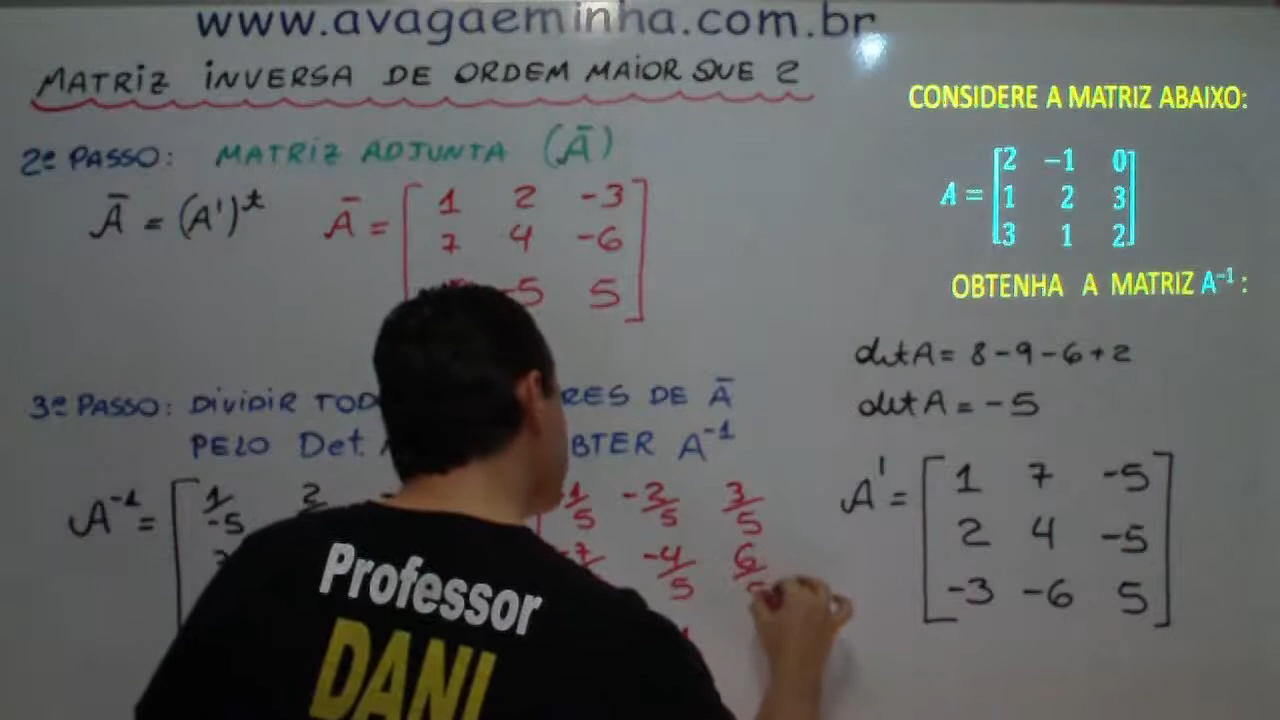 www.avagaeminha.com.br
MATRIZ INVERSA DE ORDEM MAIOR QUE 2
2º PASSO: MATRIZ ADJUNTA (Ā)
Ā = (A')ᵗ Ā =
1 2 -3
7 4 -6
-5 5
3º PASSO: DIVIDIR TOD RES DE Ā
PELO Det. BTER A⁻¹
A⁻¹ = 1/-5 2
-1/5 -2/5 3/5
-7 -4/5 6/5
CONSIDERE A MATRIZ ABAIXO:
A =
2 −1 0
1 2 3
3 1 2
OBTENHA A MATRIZ A⁻¹ :
det A = 8 - 9 - 6 + 2
det A = -5
A' =
1 7 -5
2 4 -5
-3 -6 5
Professor
DANI